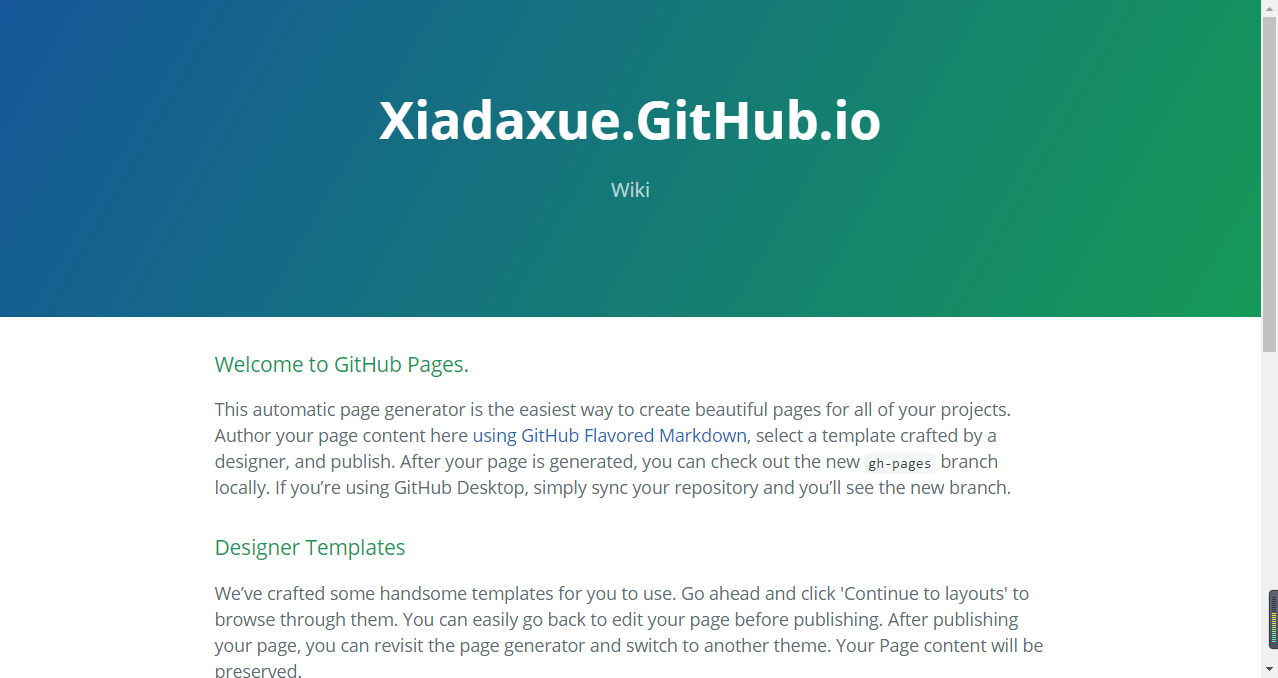 Xiadaxue.GitHub.io
Wiki
Welcome to GitHub Pages.
This automatic page generator is the easiest way to create beautiful pages for all of your projects.
Author your page content here using GitHub Flavored Markdown, select a template crafted by a
designer, and publish. After your page is generated, you can check out the new gh-pages branch
locally. If you’re using GitHub Desktop, simply sync your repository and you’ll see the new branch.
Designer Templates
We’ve crafted some handsome templates for you to use. Go ahead and click 'Continue to layouts' to
browse through them. You can easily go back to edit your page before publishing. After publishing
your page, you can revisit the page generator and switch to another theme. Your Page content will be
preserved.